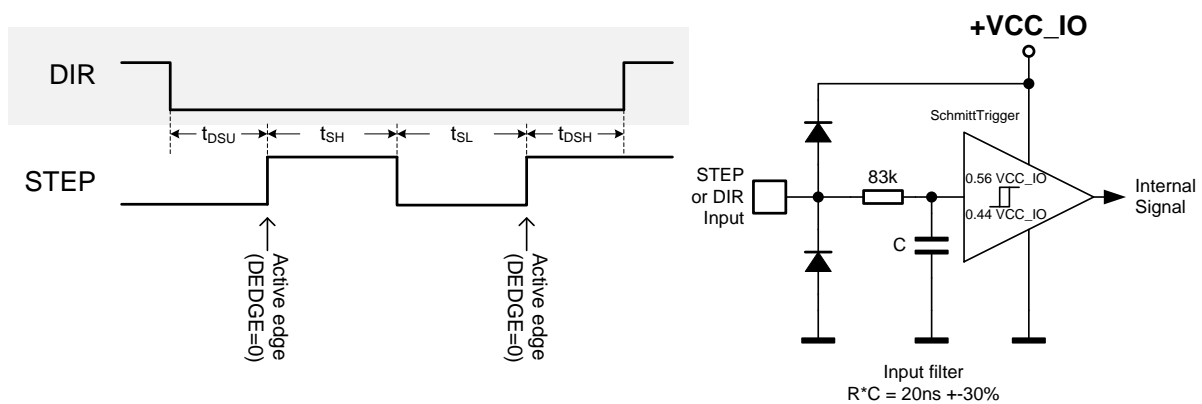 DIR
tDSU
tSH
tSL
tDSH
STEP
Active edge
(DEDGE=0)
Active edge
(DEDGE=0)
+VCC_IO
SchmittTrigger
83k
STEP
or DIR
Input
0.56 VCC_IO
0.44 VCC_IO
Internal
Signal
C
Input filter
R*C = 20ns +-30%